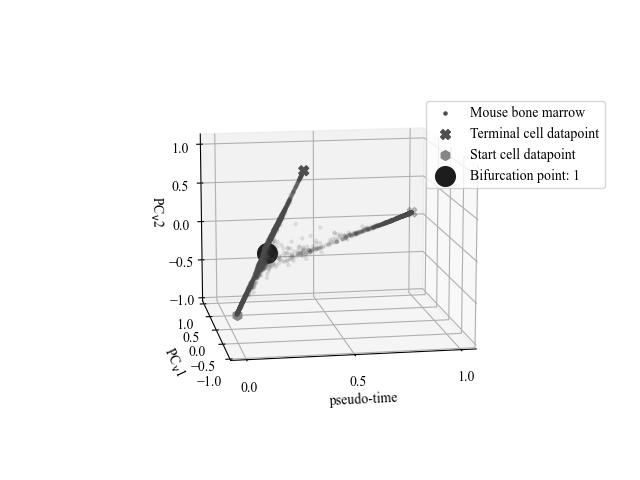 Mouse bone marrow
Terminal cell datapoint
Start cell datapoint
Bifurcation point: 1
1.0
0.5
0.0
−0.5
−1.0
PCv2
1.0
0.5
0.0
−0.5
−1.0
PCv1
0.0
0.5
1.0
pseudo-time